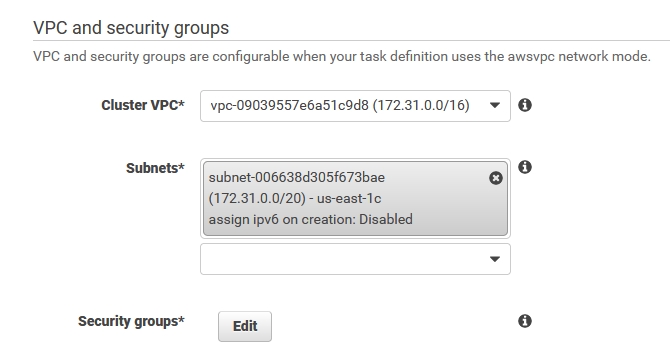 VPC and security groups
VPC and security groups are configurable when your task definition uses the awsvpc network mode.
Cluster VPC* vpc-09039557e6a51c9d8 (172.31.0.0/16)
Subnets* subnet-006638d305f673bae
(172.31.0.0/20) - us-east-1c
assign ipv6 on creation: Disabled
Security groups* Edit